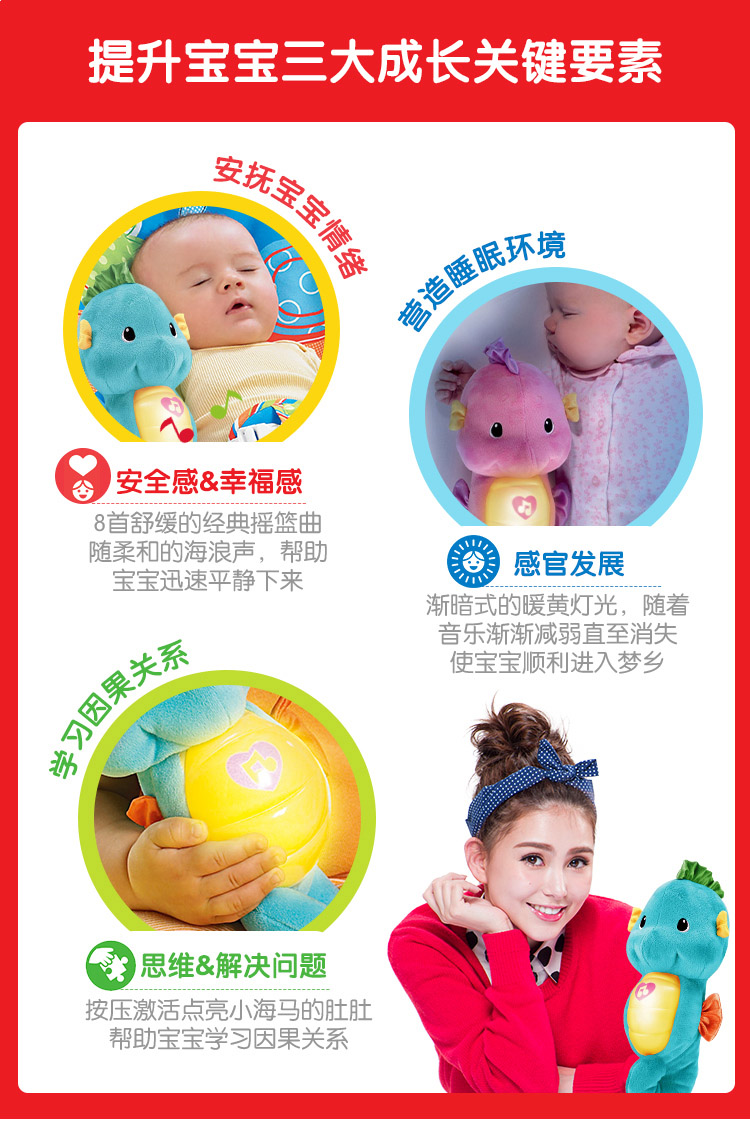 提升宝宝三大成长关键要素
安抚宝宝情绪
营造睡眠环境
安全感&幸福感
8首舒缓的经典摇篮曲
随柔和的海浪声，帮助
宝宝迅速平静下来
感官发展
渐暗式的暖黄灯光，随着
音乐渐渐减弱直至消失
使宝宝顺利进入梦乡
学习因果关系
思维&解决问题
按压激活点亮小海马的肚肚
帮助宝宝学习因果关系